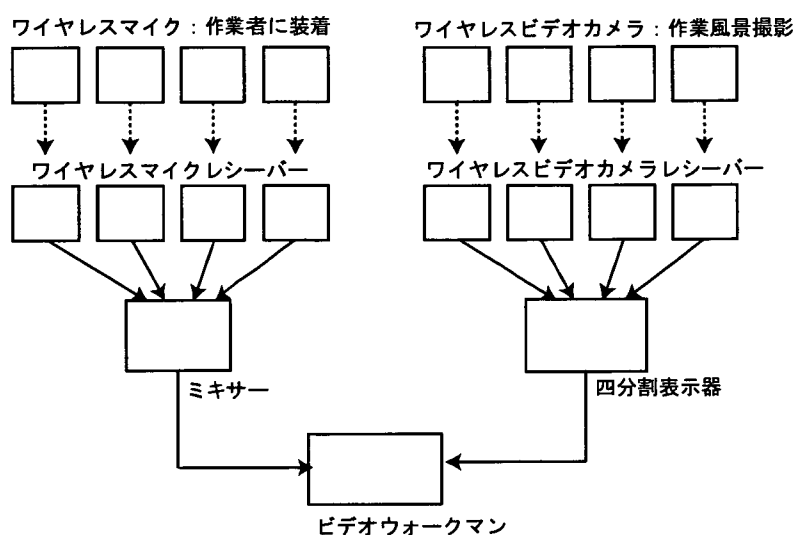 ワイヤレスマイク：作業者に装着
ワイヤレスビデオカメラ：作業風景撮影
ワイヤレスマイクレシーバー
ワイヤレスビデオカメラレシーバー
ミキサー
四分割表示器
ビデオウォークマン